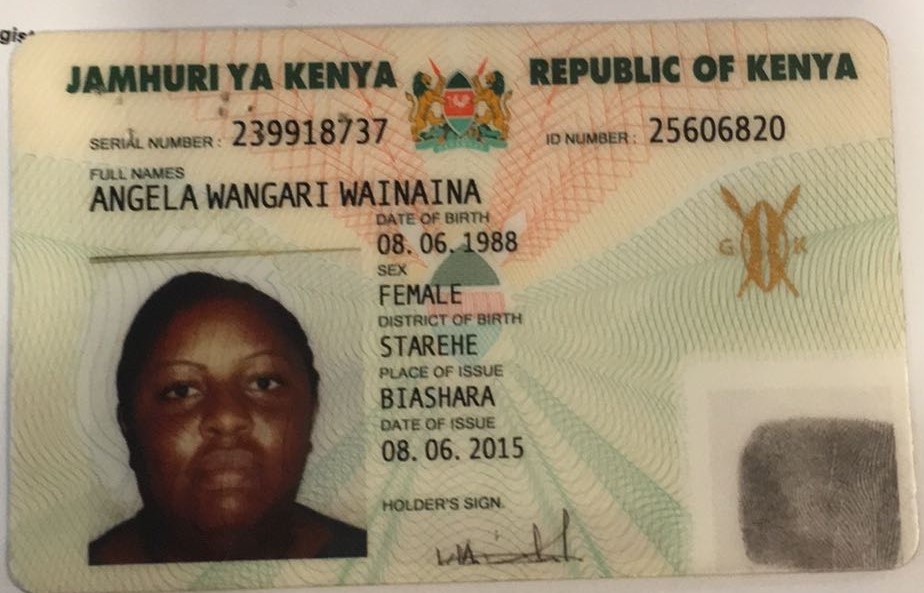 JAMHURI YA KENYA REPUBLIC OF KENYA
SERIAL NUMBER: 239918737 ID NUMBER: 25606820
FULL NAMES
ANGELA WANGARI WAINAINA
DATE OF BIRTH
08.06.1988
G K
SEX
FEMALE
DISTRICT OF BIRTH
STAREHE
PLACE OF ISSUE
BIASHARA
DATE OF ISSUE
08.06.2015
HOLDER'S SIGN.